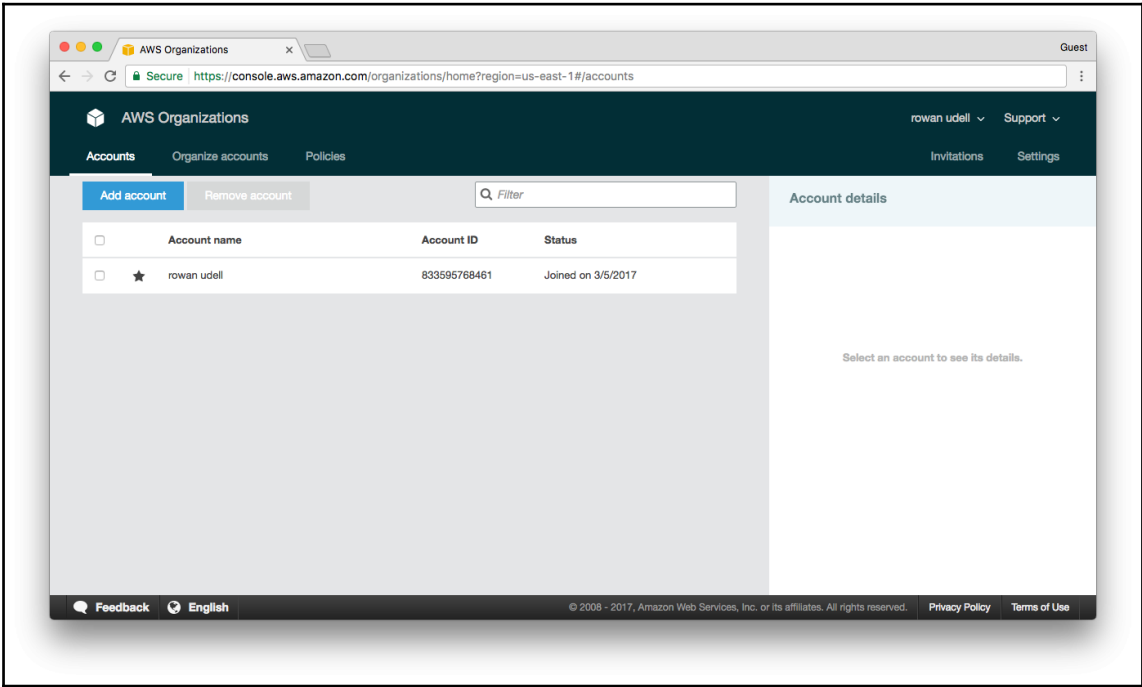 AWS Organizations
Guest
Secure https://console.aws.amazon.com/organizations/home?region=us-east-1#/accounts
AWS Organizations
rowan udell Support
Accounts Organize accounts Policies Invitations Settings
Add account Remove account Filter Account details
Account name Account ID Status
rowan udell 833595768461 Joined on 3/5/2017
Select an account to see its details.
Feedback English © 2008 - 2017, Amazon Web Services, Inc. or its affiliates. All rights reserved. Privacy Policy Terms of Use